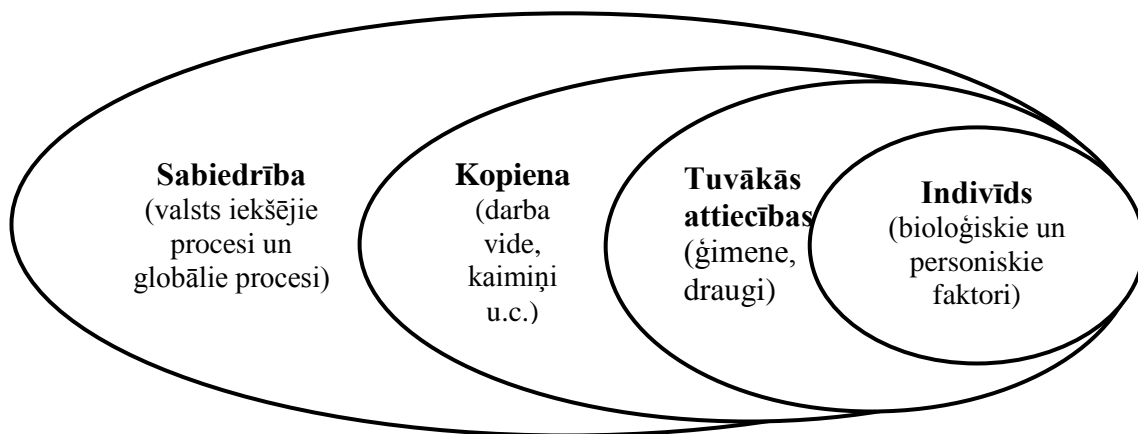 Sabiedrība
(valsts iekšējie
procesi un
globālie procesi)
Kopiena
(darba
vide,
kaimiņi
u.c.)
Tuvākās
attiecības
(ģimene,
draugi)
Indivīds
(bioloģiskie un
personiskie
faktori)